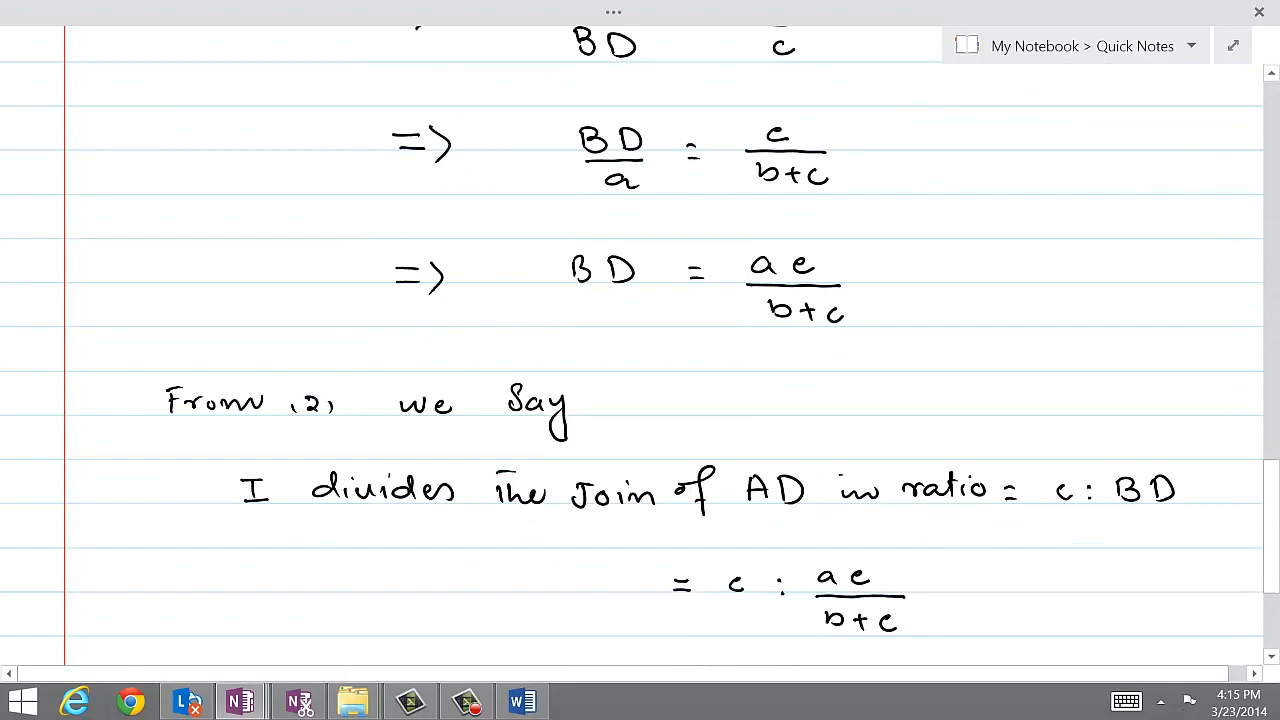 ...
My Notebook > Quick Notes
BD c
=> BD/a = c/b+c
=> BD = ac/b+c
From (2) we say
I divides the Join of AD in ratio = c : BD
= c : ac/b+c
4:15 PM
3/23/2014